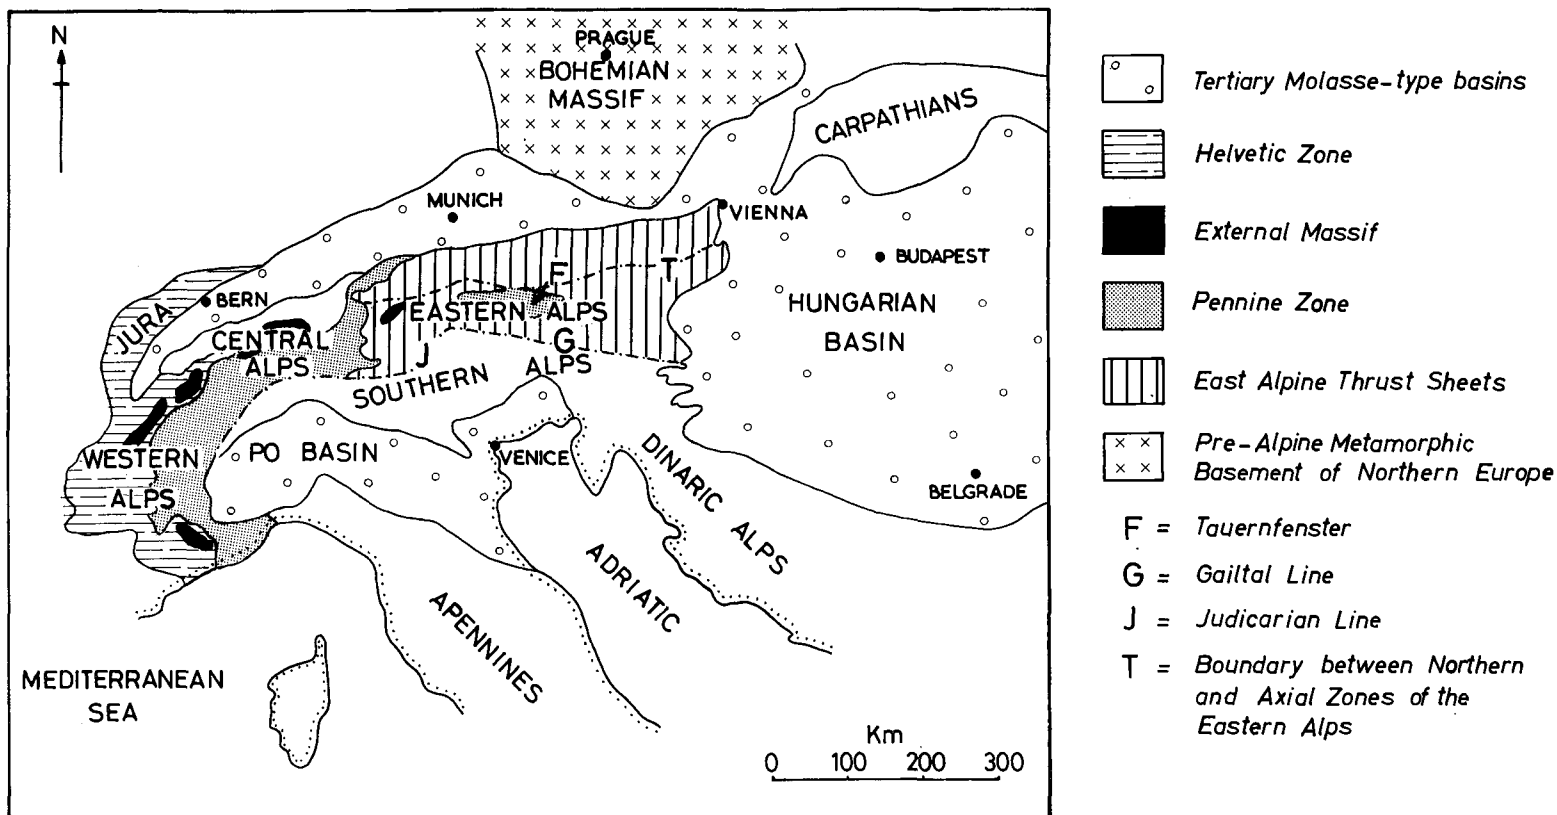 N
PRAGUE
BOHEMIAN
MASSIF
CARPATHIANS
MUNICH
VIENNA
BUDAPEST
HUNGARIAN
BASIN
BERN
JURA
CENTRAL
ALPS
EASTERN ALPS
F
T
G
J
SOUTHERN ALPS
WESTERN
ALPS
PO BASIN
VENICE
DINARIC ALPS
BELGRADE
ADRIATIC
APENNINES
MEDITERRANEAN
SEA
Km
0 100 200 300
Tertiary Molasse-type basins
Helvetic Zone
External Massif
Pennine Zone
East Alpine Thrust Sheets
Pre-Alpine Metamorphic
Basement of Northern Europe
F = Tauernfenster
G = Gailtal Line
J = Judicarian Line
T = Boundary between Northern
and Axial Zones of the
Eastern Alps